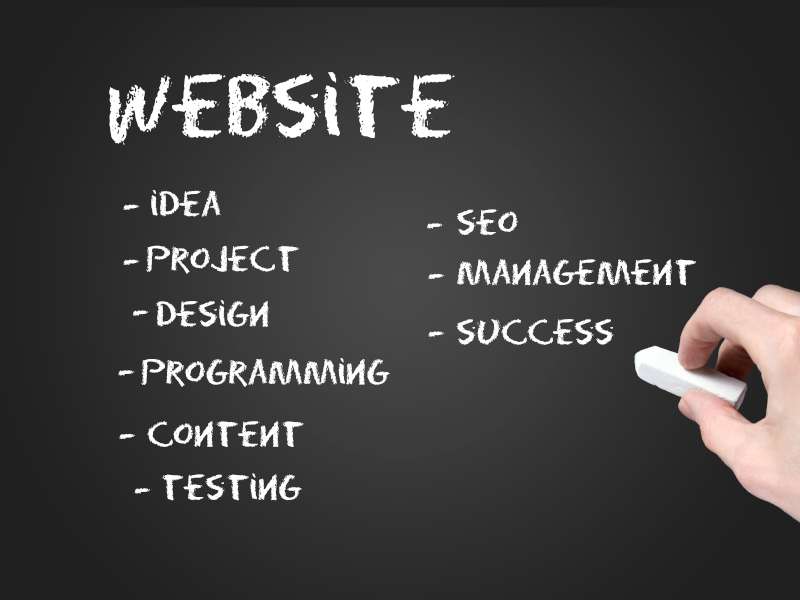 WEBSITE
- IDEA
- PROJECT
- DESIGN
- PROGRAMMING
- CONTENT
- TESTING
- SEO
- MANAGEMENT
- SUCCESS